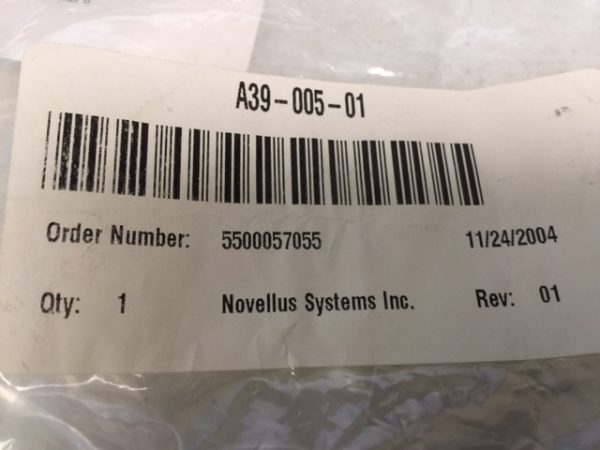 A39-005-01
Order Number: 5500057055 11/24/2004
Qty: 1 Novellus Systems Inc. Rev: 01